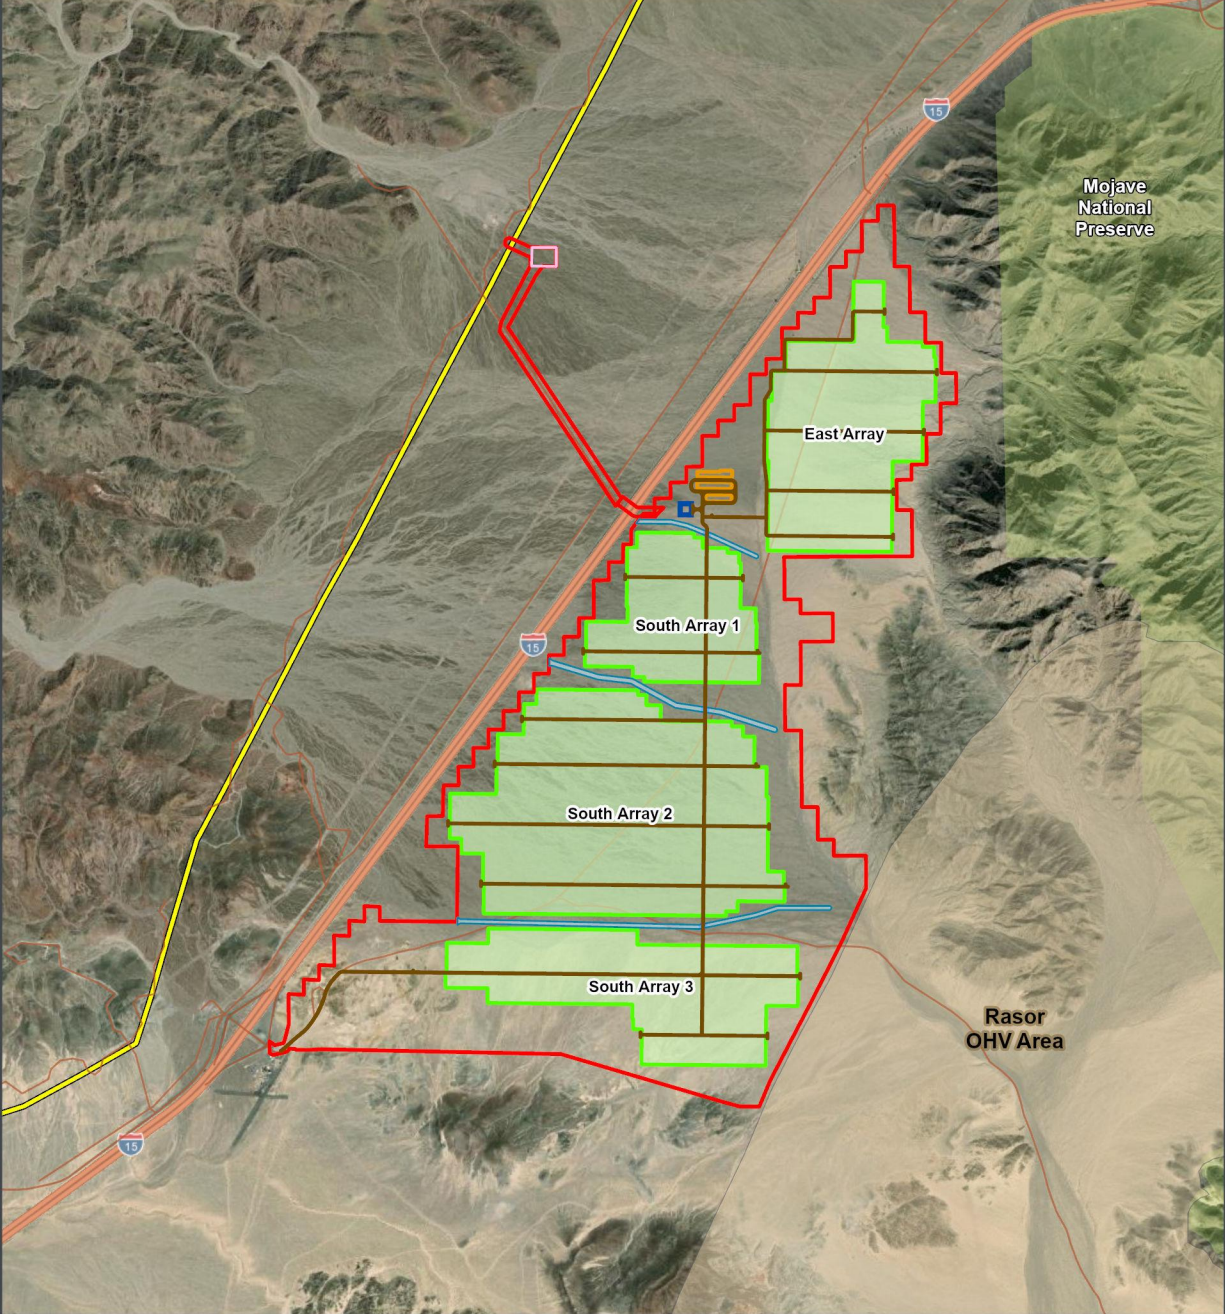 15
Mojave
National
Preserve
East Array
South Array 1
15
South Array 2
South Array 3
Rasor
OHV Area
15